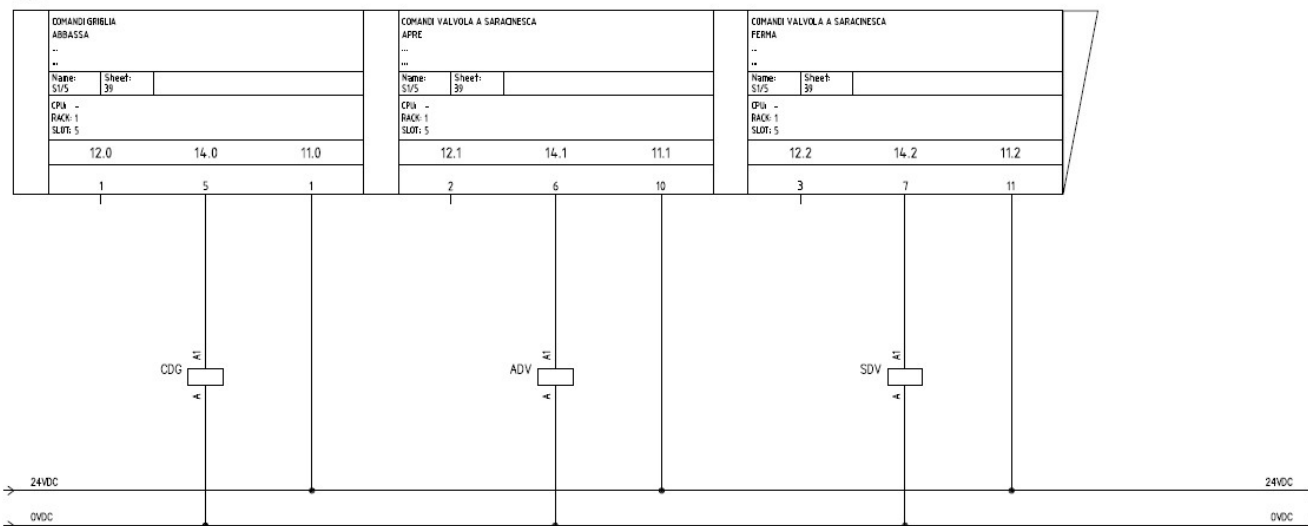 COMANDI GRIGLIA
ABBASSA
...
...
Name: Sheet:
S1/5 39
CPU: -
RACK: 1
SLOT: 5
12.0 14.0 11.0
1 5 1
COMANDI VALVOLA A SARACINESCA
APRE
...
...
Name: Sheet:
S1/5 39
CPU: -
RACK: 1
SLOT: 5
12.1 14.1 11.1
2 6 10
COMANDI VALVOLA A SARACINESCA
FERMA
...
...
Name: Sheet:
S1/5 39
CPU: -
RACK: 1
SLOT: 5
12.2 14.2 11.2
3 7 11
A1
CDG
A
A1
ADV
A
A1
SDV
A
24VDC 24VDC
0VDC 0VDC